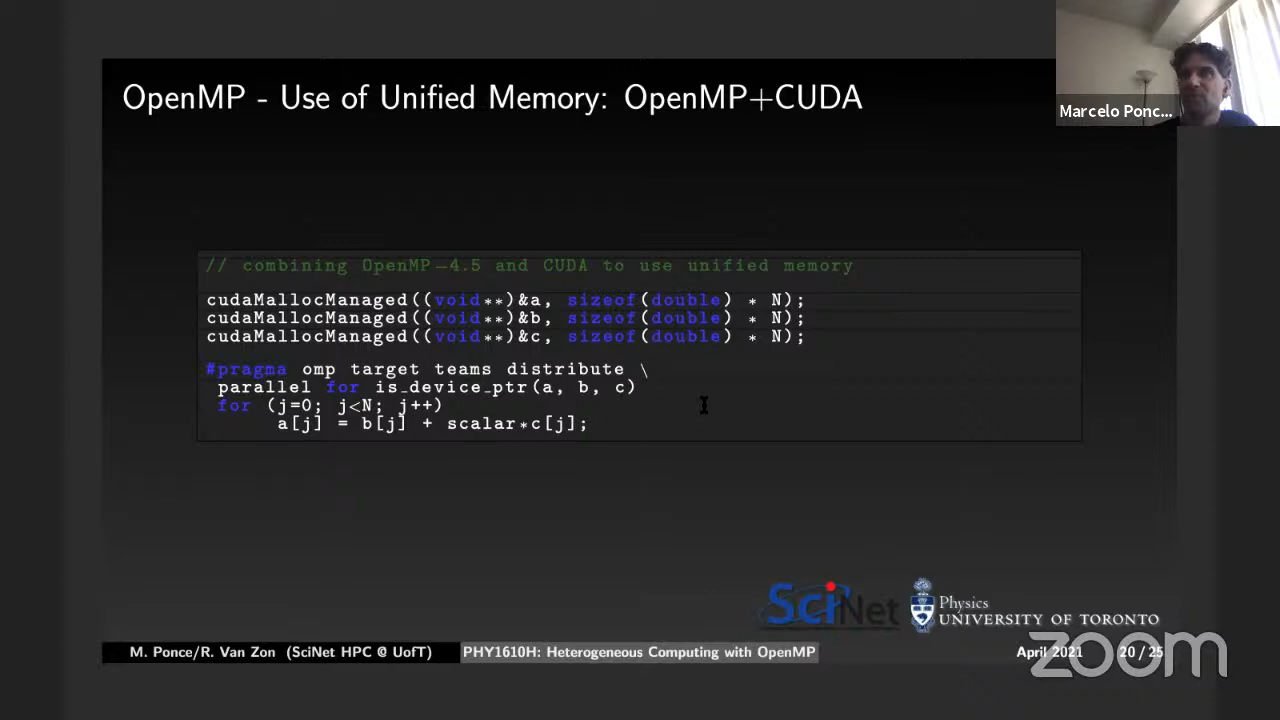 OpenMP - Use of Unified Memory: OpenMP+CUDA
Marcelo Ponc...
// combining OpenMP-4.5 and CUDA to use unified memory
cudaMallocManaged((void**)&a, sizeof(double) * N);
cudaMallocManaged((void**)&b, sizeof(double) * N);
cudaMallocManaged((void**)&c, sizeof(double) * N);
#pragma omp target teams distribute \
parallel for is_device_ptr(a, b, c)
for (j=0; j<N; j++)
a[j] = b[j] + scalar*c[j];
SciNet
Physics
UNIVERSITY OF TORONTO
M. Ponce/R. Van Zon (SciNet HPC @ UofT) PHY1610H: Heterogeneous Computing with OpenMP April 2021 20 / 25
zoom